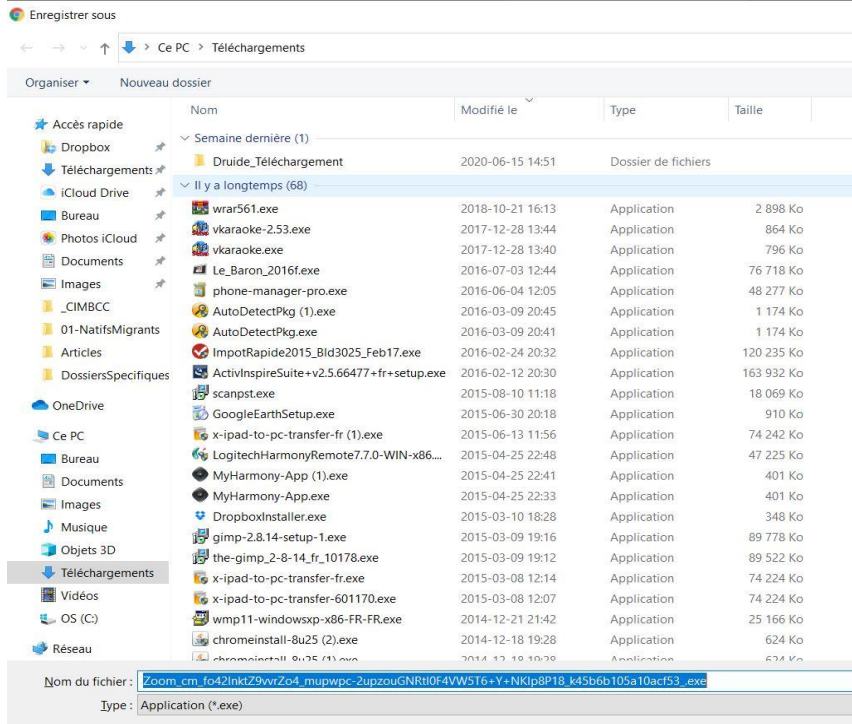 Enregistrer sous
Ce PC > Téléchargements
Organiser Nouveau dossier
Nom Modifié le Type Taille
Accès rapide
Dropbox
Téléchargements
iCloud Drive
Bureau
Photos iCloud
Documents
Images
_CIMBCC
01-NatifsMigrants
Articles
DossiersSpecifiques
OneDrive
Ce PC
Bureau
Documents
Images
Musique
Objets 3D
Téléchargements
Vidéos
OS (C:)
Réseau
Semaine dernière (1)
Druide_Téléchargement 2020-06-15 14:51 Dossier de fichiers
Il y a longtemps (68)
wrar561.exe 2018-10-21 16:13 Application 2 898 Ko
vkaraoke-2.53.exe 2017-12-28 13:44 Application 864 Ko
vkaraoke.exe 2017-12-28 13:40 Application 796 Ko
Le_Baron_2016f.exe 2016-07-03 12:44 Application 76 718 Ko
phone-manager-pro.exe 2016-06-04 12:05 Application 48 277 Ko
AutoDetectPkg (1).exe 2016-03-09 20:45 Application 1 174 Ko
AutoDetectPkg.exe 2016-03-09 20:41 Application 1 174 Ko
ImpotRapide2015_Bld3025_Feb17.exe 2016-02-24 20:32 Application 120 235 Ko
ActivInspireSuite+v2.5.66477+fr+setup.exe 2016-02-12 20:30 Application 163 932 Ko
scanpst.exe 2015-08-10 11:18 Application 18 069 Ko
GoogleEarthSetup.exe 2015-06-30 20:18 Application 910 Ko
x-ipad-to-pc-transfer-fr (1).exe 2015-06-13 11:56 Application 74 242 Ko
LogitechHarmonyRemote7.7.0-WIN-x86.... 2015-04-25 22:48 Application 47 225 Ko
MyHarmony-App (1).exe 2015-04-25 22:41 Application 401 Ko
MyHarmony-App.exe 2015-04-25 22:33 Application 401 Ko
DropboxInstaller.exe 2015-03-10 18:28 Application 348 Ko
gimp-2.8.14-setup-1.exe 2015-03-09 19:16 Application 89 778 Ko
the-gimp_2-8-14_fr_10178.exe 2015-03-09 19:12 Application 89 522 Ko
x-ipad-to-pc-transfer-fr.exe 2015-03-08 12:14 Application 74 224 Ko
x-ipad-to-pc-transfer-601170.exe 2015-03-08 12:07 Application 74 224 Ko
wmp11-windowsxp-x86-FR-FR.exe 2014-12-21 21:42 Application 25 166 Ko
chromeinstall-8u25 (2).exe 2014-12-18 19:28 Application 624 Ko
chromeinstall-8u25 (1).exe 2014-12-18 19:28 Application 624 Ko
Nom du fichier : Zoom_cm_fo42lnktZ9vvrZo4_mupwpc-2upzouGNRtl0F4VW5T6+Y+NKlp8P18_k45b6b105a10acf53_.exe
Type : Application (*.exe)